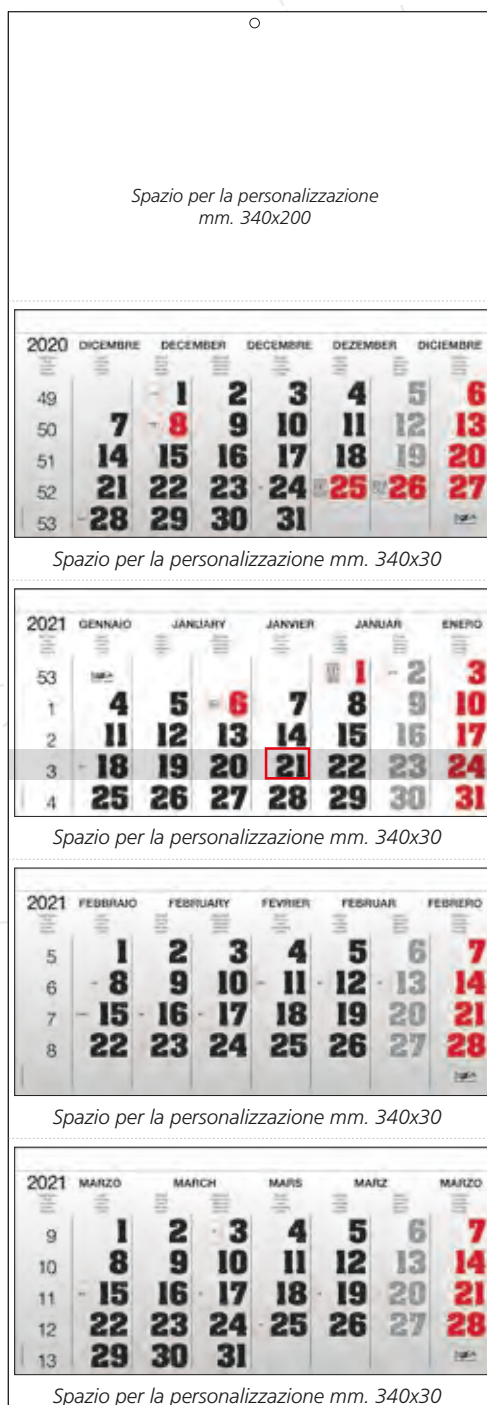 Spazio per la personalizzazione
mm. 340x200
2020 DICEMBRE DECEMBER DECEMBRE DEZEMBER DICIEMBRE
49 1 2 3 4 5 6
50 7 8 9 10 11 12 13
51 14 15 16 17 18 19 20
52 21 22 23 24 25 26 27
53 28 29 30 31
Spazio per la personalizzazione mm. 340x30
2021 GENNAIO JANUARY JANVIER JANUAR ENERO
53 1 2 3
1 4 5 6 7 8 9 10
2 11 12 13 14 15 16 17
3 18 19 20 21 22 23 24
4 25 26 27 28 29 30 31
Spazio per la personalizzazione mm. 340x30
2021 FEBBRAIO FEBRUARY FEVRIER FEBRUAR FEBRERO
5 1 2 3 4 5 6 7
6 8 9 10 11 12 13 14
7 15 16 17 18 19 20 21
8 22 23 24 25 26 27 28
Spazio per la personalizzazione mm. 340x30
2021 MARZO MARCH MARS MARZ MARZO
9 1 2 3 4 5 6 7
10 8 9 10 11 12 13 14
11 15 16 17 18 19 20 21
12 22 23 24 25 26 27 28
13 29 30 31
Spazio per la personalizzazione mm. 340x30